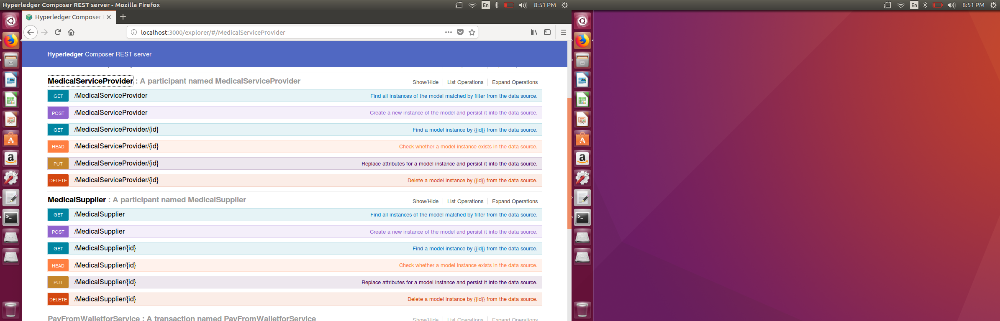 Hyperledger Composer REST server - Mozilla Firefox
En
8:51 PM
En
8:51 PM
Hyperledger Composer
localhost:3000/explorer/#/MedicalServiceProvider
Hyperledger Composer REST server
MedicalServiceProvider : A participant named MedicalServiceProvider
Show/Hide List Operations Expand Operations
GET /MedicalServiceProvider Find all instances of the model matched by filter from the data source.
POST /MedicalServiceProvider Create a new instance of the model and persist it into the data source.
GET /MedicalServiceProvider/{id} Find a model instance by {{id}} from the data source.
HEAD /MedicalServiceProvider/{id} Check whether a model instance exists in the data source.
PUT /MedicalServiceProvider/{id} Replace attributes for a model instance and persist it into the data source.
DELETE /MedicalServiceProvider/{id} Delete a model instance by {{id}} from the data source.
MedicalSupplier : A participant named MedicalSupplier
Show/Hide List Operations Expand Operations
GET /MedicalSupplier Find all instances of the model matched by filter from the data source.
POST /MedicalSupplier Create a new instance of the model and persist it into the data source.
GET /MedicalSupplier/{id} Find a model instance by {{id}} from the data source.
HEAD /MedicalSupplier/{id} Check whether a model instance exists in the data source.
PUT /MedicalSupplier/{id} Replace attributes for a model instance and persist it into the data source.
DELETE /MedicalSupplier/{id} Delete a model instance by {{id}} from the data source.
PayFromWalletforService : A transaction named PayFromWalletforService
Show/Hide List Operations Expand Operations